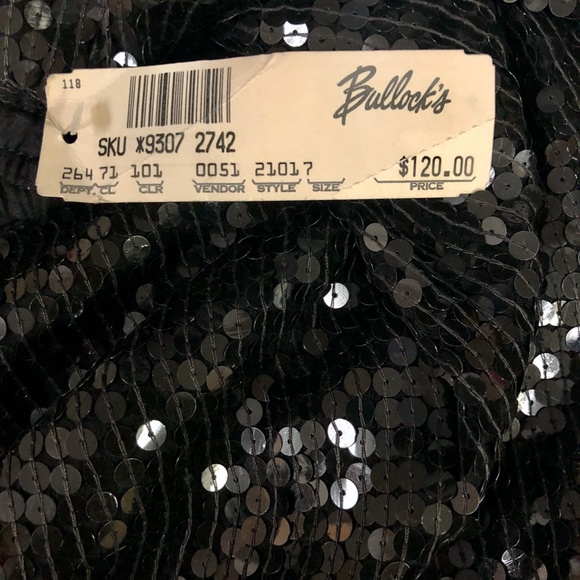 118
Bullock's
SKU *9307 2742
264 71 101 0051 21017 $120.00
DEPT. CL CLR VENDOR STYLE SIZE PRICE